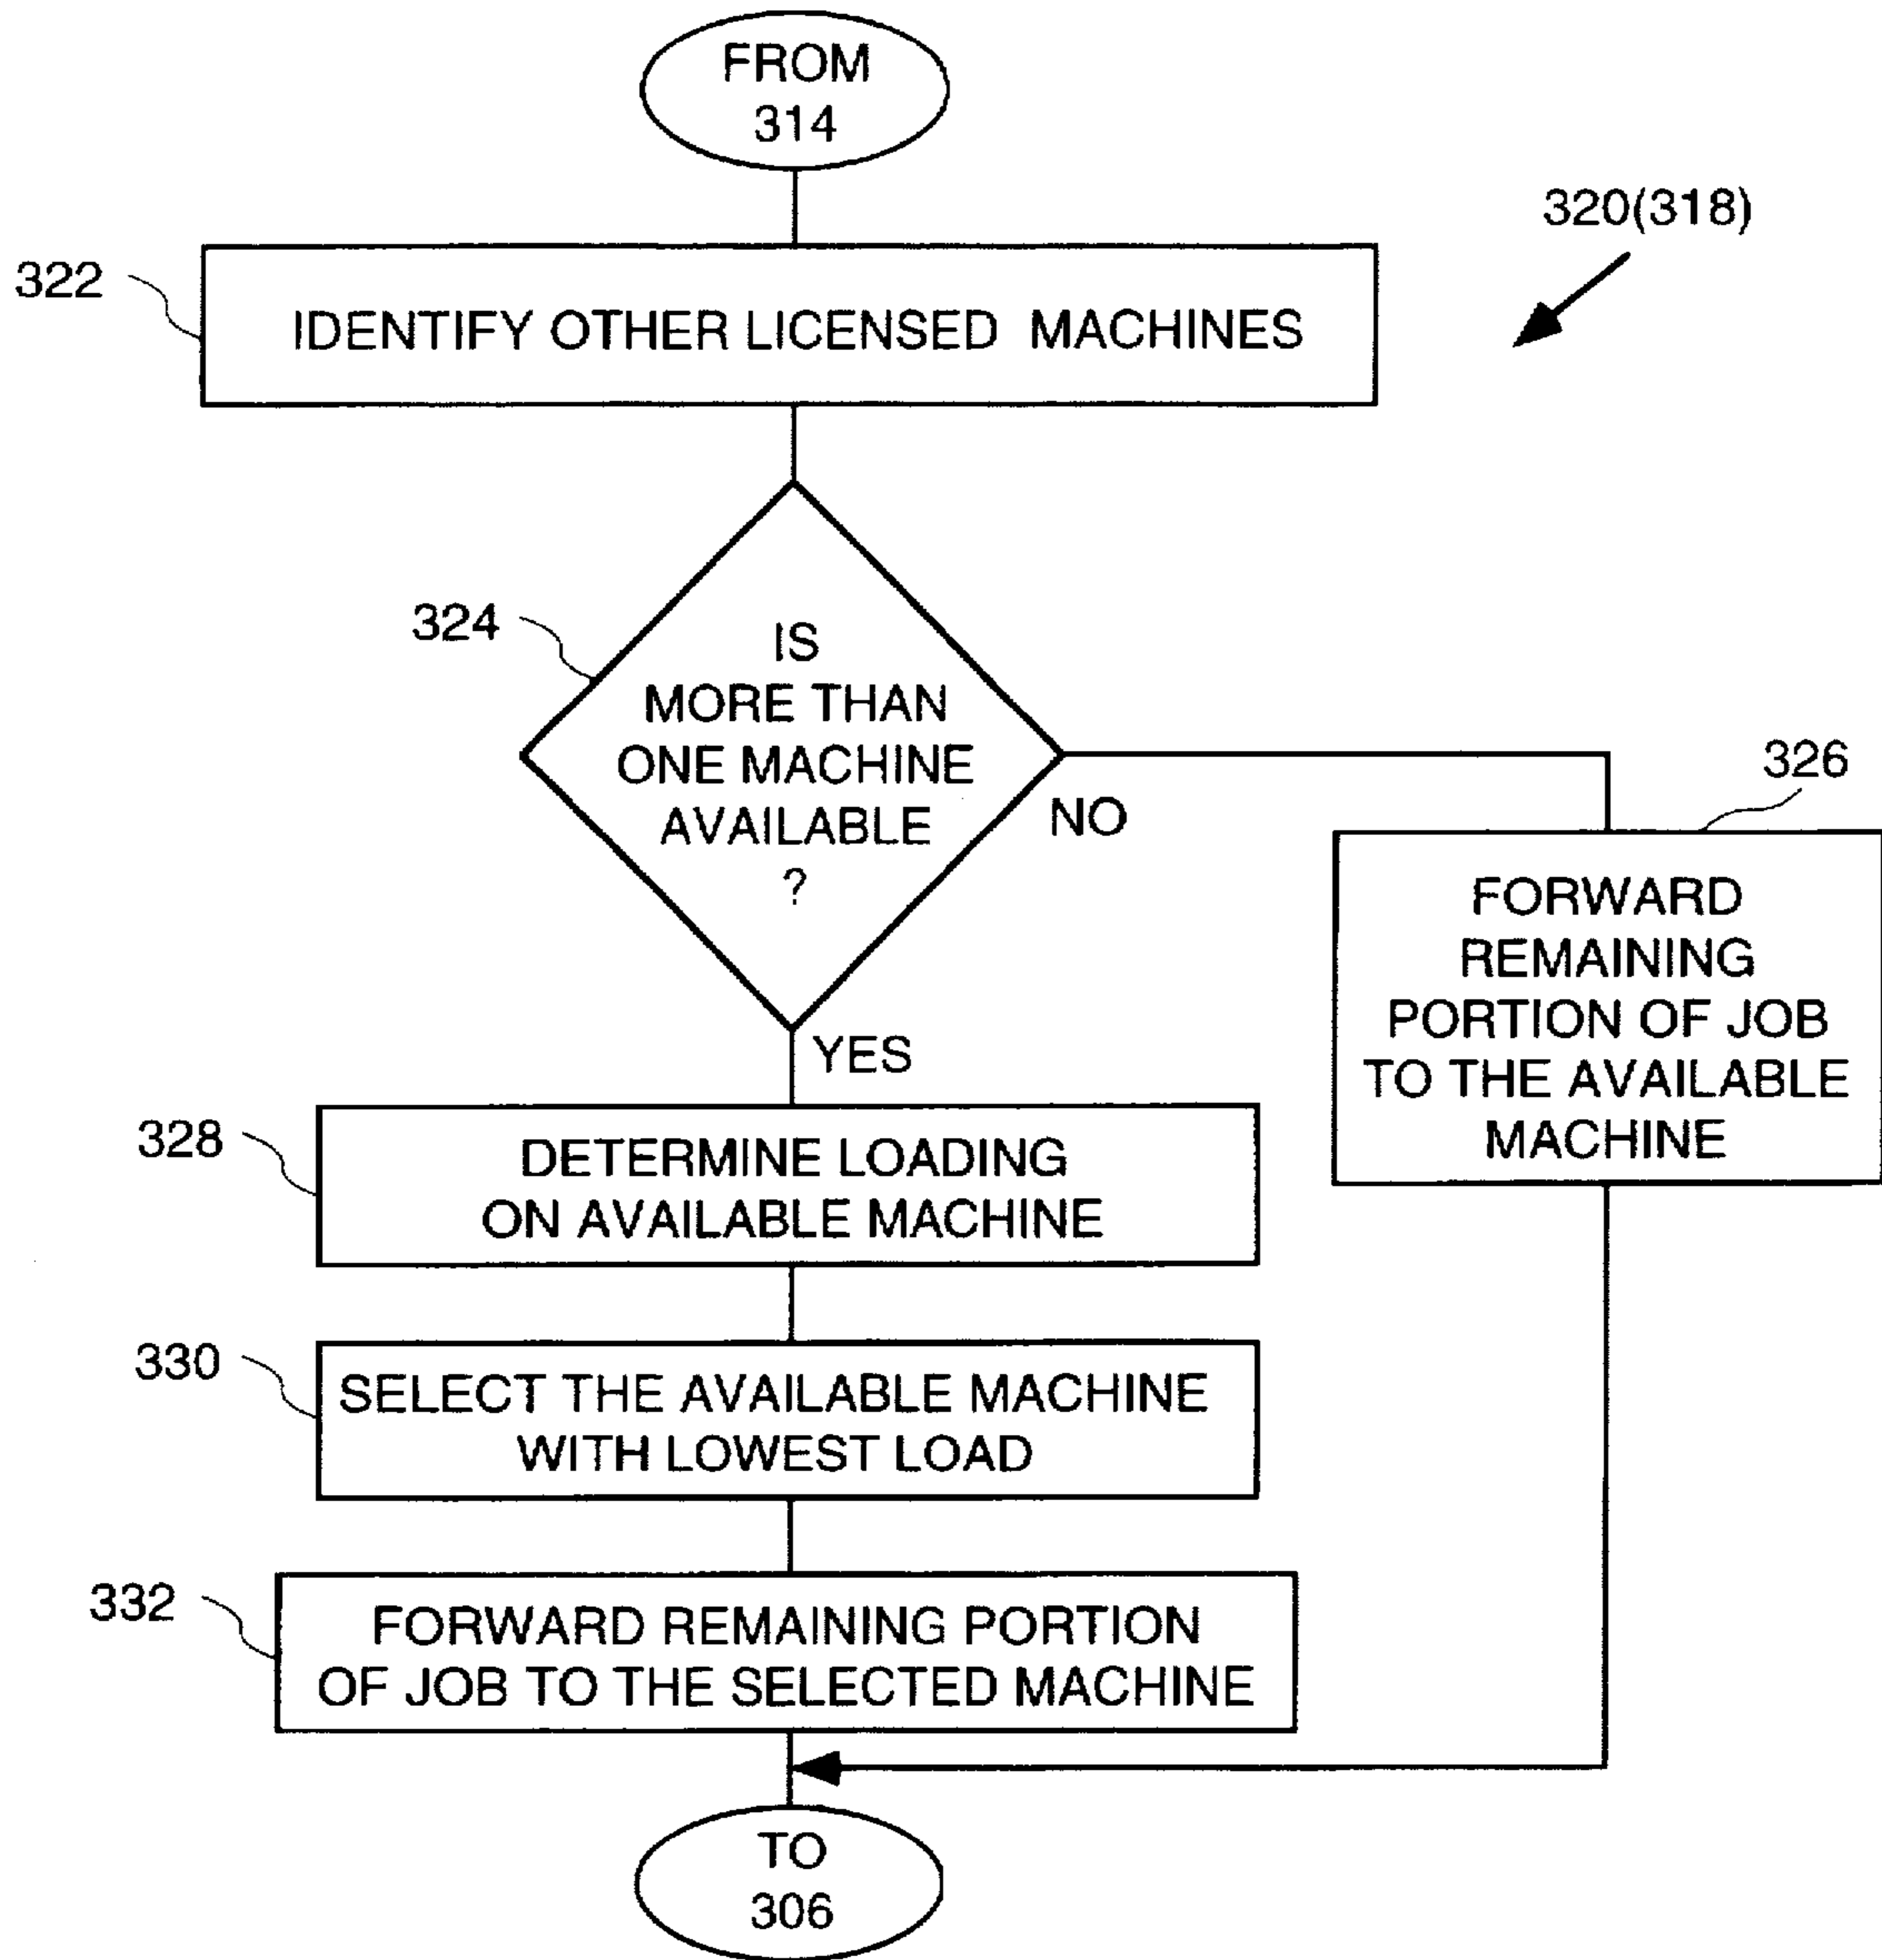 FROM
314
320(318)
322
IDENTIFY OTHER LICENSED MACHINES
324
IS
MORE THAN
ONE MACHINE
AVAILABLE
?
NO
YES
326
FORWARD
REMAINING
PORTION OF JOB
TO THE AVAILABLE
MACHINE
328
DETERMINE LOADING
ON AVAILABLE MACHINE
330
SELECT THE AVAILABLE MACHINE
WITH LOWEST LOAD
332
FORWARD REMAINING PORTION
OF JOB TO THE SELECTED MACHINE
TO
306